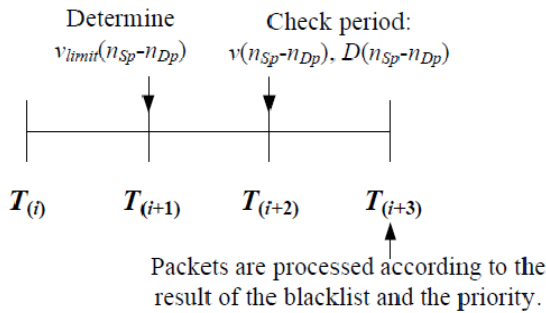 Determine
v_limit(n_Sp-n_Dp)
Check period:
v(n_Sp-n_Dp), D(n_Sp-n_Dp)
T_(i)
T_(i+1)
T_(i+2)
T_(i+3)
Packets are processed according to the
result of the blacklist and the priority.